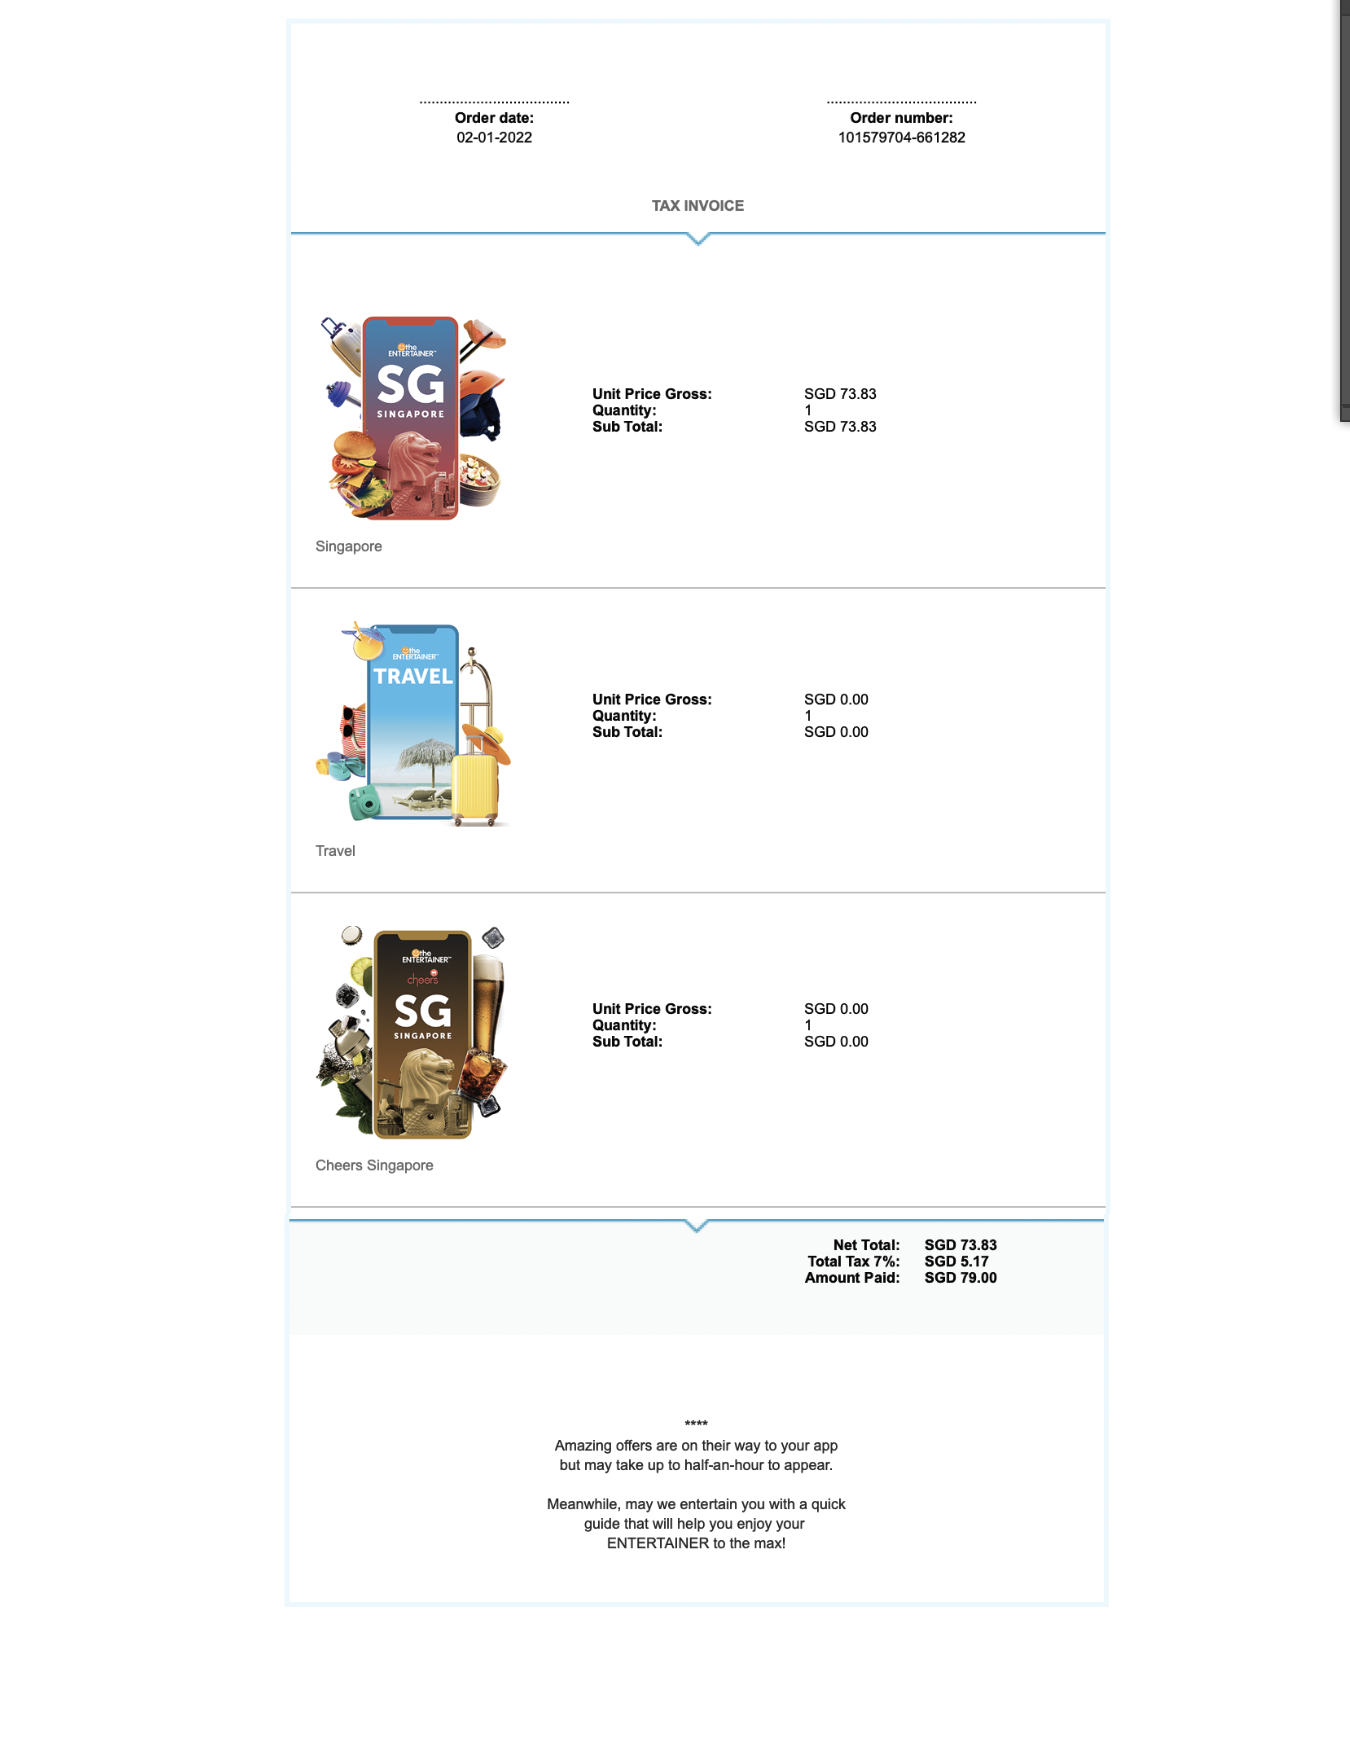 Order date:
02-01-2022
Order number:
101579704-661282
TAX INVOICE
the
ENTERTAINER™
SG
SINGAPORE
Unit Price Gross: SGD 73.83
Quantity: 1
Sub Total: SGD 73.83
Singapore
the
ENTERTAINER™
TRAVEL
Unit Price Gross: SGD 0.00
Quantity: 1
Sub Total: SGD 0.00
Travel
the
ENTERTAINER™
cheers
SG
SINGAPORE
Unit Price Gross: SGD 0.00
Quantity: 1
Sub Total: SGD 0.00
Cheers Singapore
Net Total: SGD 73.83
Total Tax 7%: SGD 5.17
Amount Paid: SGD 79.00
****
Amazing offers are on their way to your app
but may take up to half-an-hour to appear.
Meanwhile, may we entertain you with a quick
guide that will help you enjoy your
ENTERTAINER to the max!